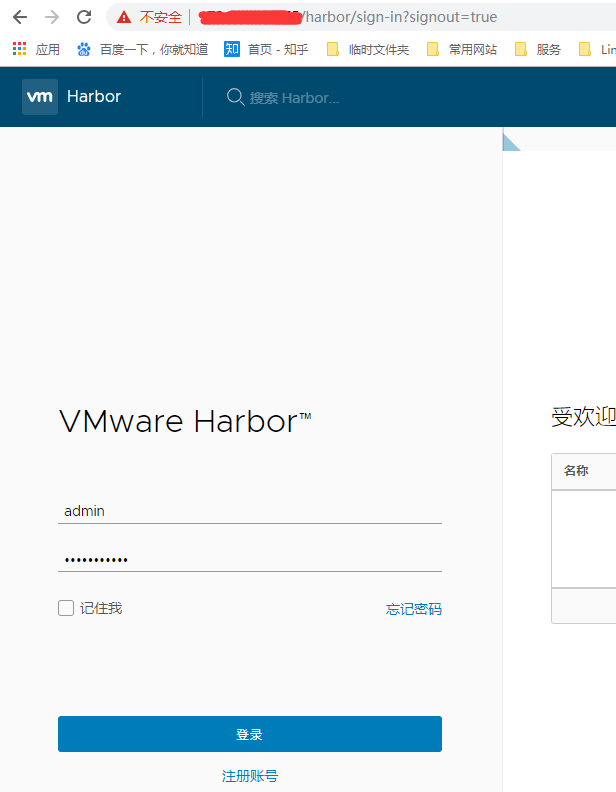 不安全 /harbor/sign-in?signout=true
应用 百度一下，你就知道 知 首页 - 知乎 临时文件夹 常用网站 服务 Lin
vm Harbor 搜索 Harbor...
VMware Harbor™
受欢迎
名称
admin
记住我 忘记密码
登录
注册账号